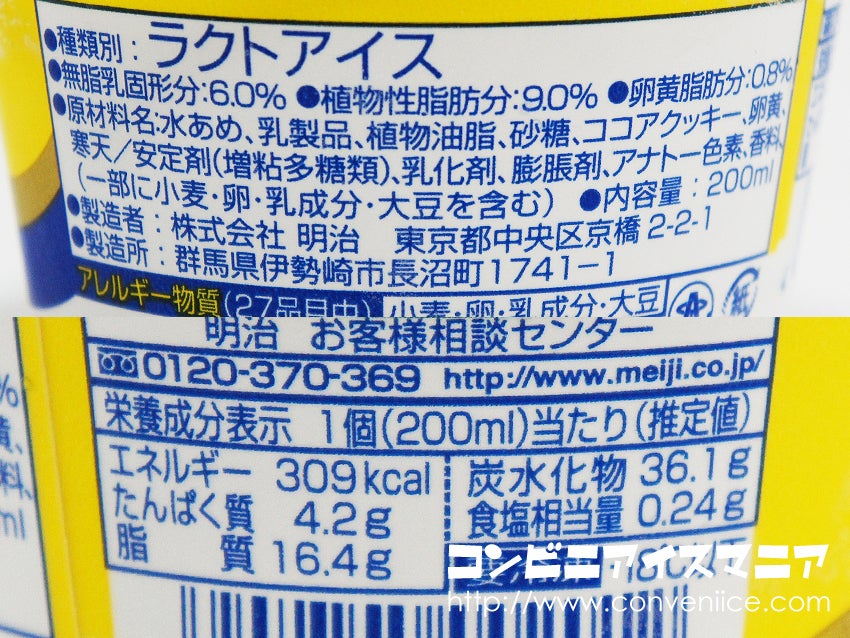 ●種類別：ラクトアイス
●無脂乳固形分:6.0% ●植物性脂肪分:9.0% ●卵黄脂肪分:0.8%
●原材料名:水あめ、乳製品、植物油脂、砂糖、ココアクッキー、卵黄、
寒天／安定剤(増粘多糖類)、乳化剤、膨脹剤、アナトー色素、香料、
(一部に小麦・卵・乳成分・大豆を含む) ●内容量：200ml
●製造者：株式会社 明治 東京都中央区京橋2-2-1
●製造所：群馬県伊勢崎市長沼町1741-1
アレルギー物質(27品目中) 小麦・卵・乳成分・大豆 紙
明治 お客様相談センター
0120-370-369 http://www.meiji.co.jp/
栄養成分表示 1個(200ml)当たり(推定値)
エネルギー 309kcal 炭水化物 36.1g
たんぱく質 4.2g 食塩相当量 0.24g
脂質 16.4g
コンビニアイスマニア
http://www.conveniice.com/